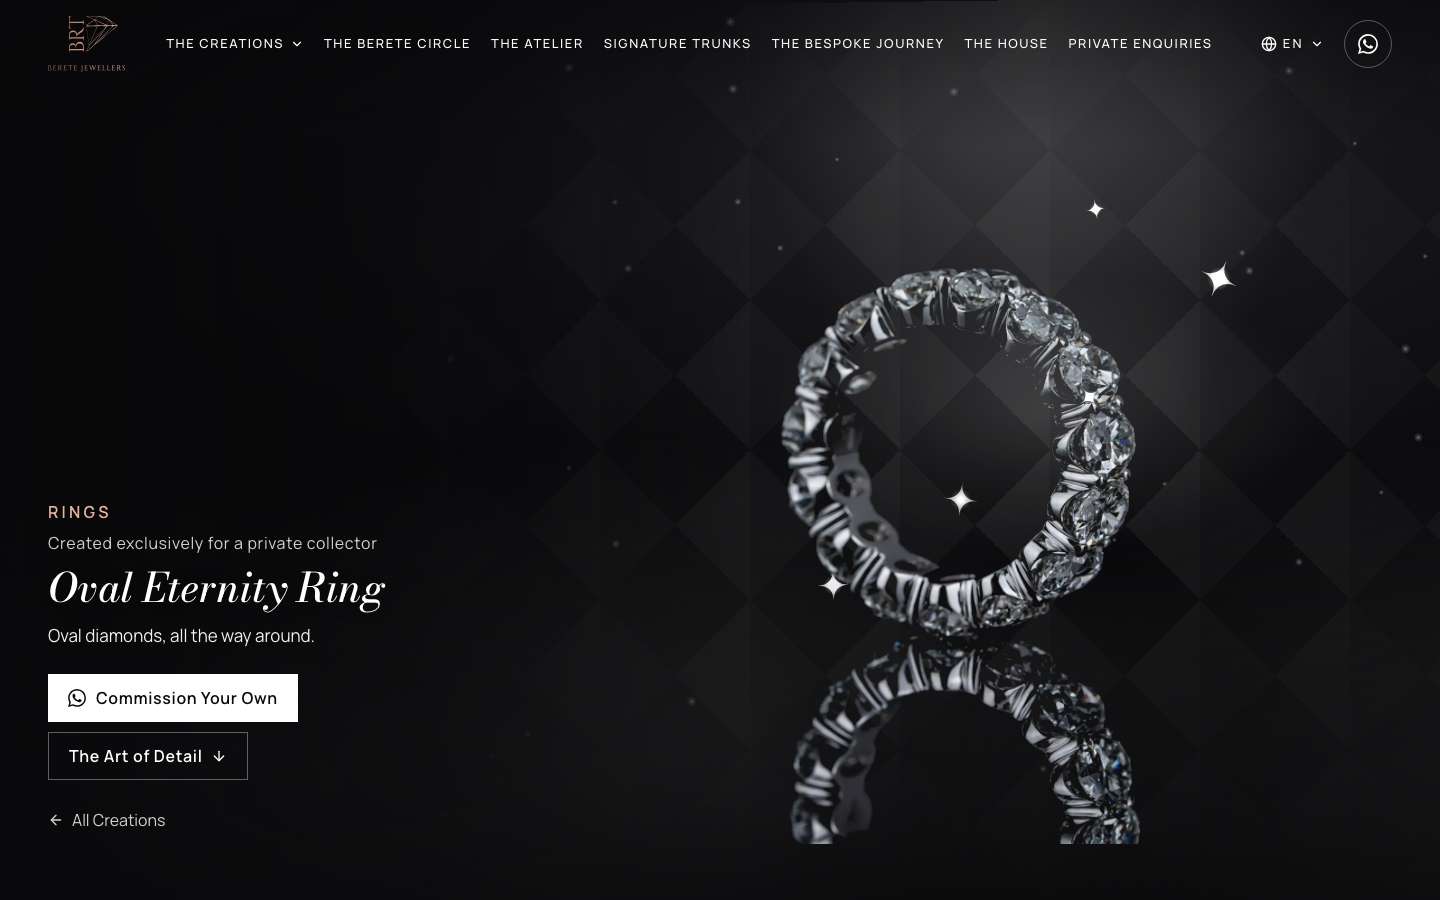 BRT
BERETE JEWELLERS
THE CREATIONS
THE BERETE CIRCLE
THE ATELIER
SIGNATURE TRUNKS
THE BESPOKE JOURNEY
THE HOUSE
PRIVATE ENQUIRIES
EN
RINGS
Created exclusively for a private collector
Oval Eternity Ring
Oval diamonds, all the way around.
Commission Your Own
The Art of Detail
All Creations